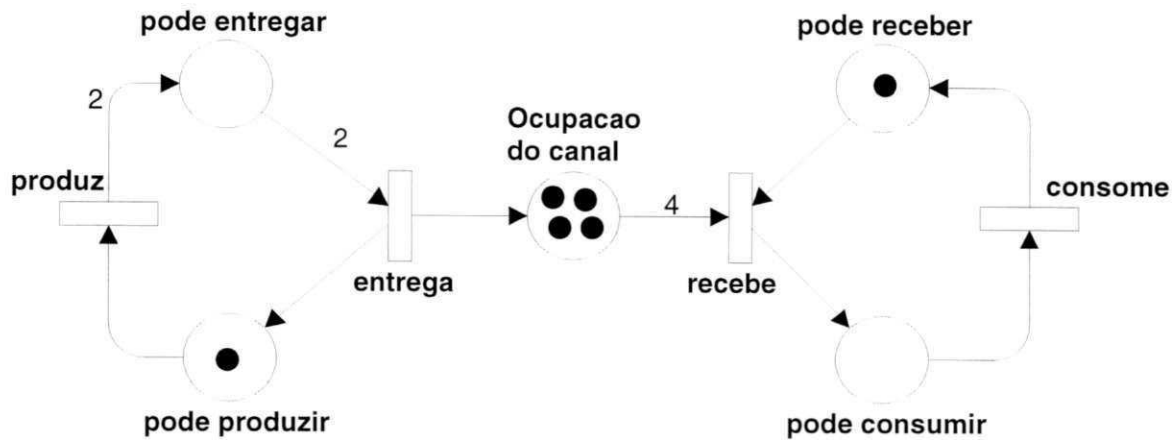 pode entregar
pode receber
2
2
Ocupacao
do canal
produz
consome
4
entrega
recebe
pode produzir
pode consumir